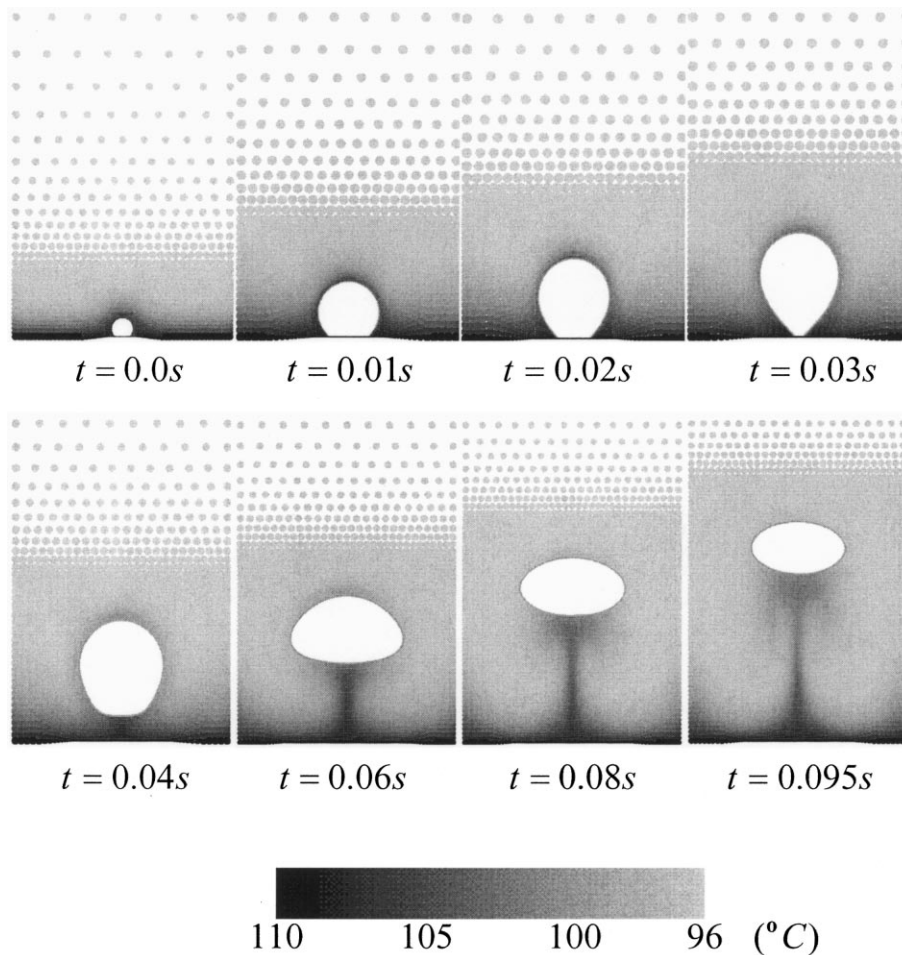 t = 0.0s t = 0.01s t = 0.02s t = 0.03s
t = 0.04s t = 0.06s t = 0.08s t = 0.095s
110 105 100 96 (°C)